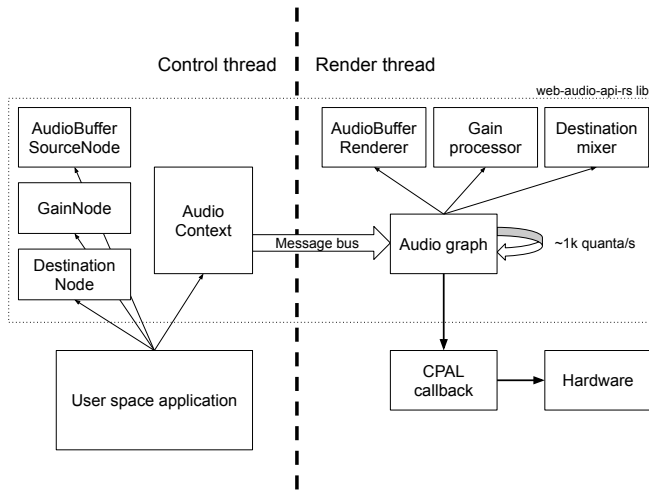 Control thread
Render thread
web-audio-api-rs lib
AudioBuffer
SourceNode
GainNode
Destination
Node
Audio
Context
Message bus
AudioBuffer
Renderer
Gain
processor
Destination
mixer
Audio graph
~1k quanta/s
User space application
CPAL
callback
Hardware